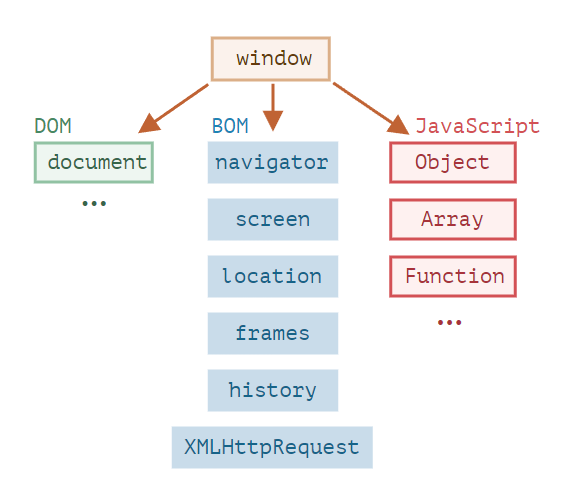 window
DOM
BOM
JavaScript
document
navigator
Object
...
screen
Array
location
Function
frames
...
history
XMLHttpRequest